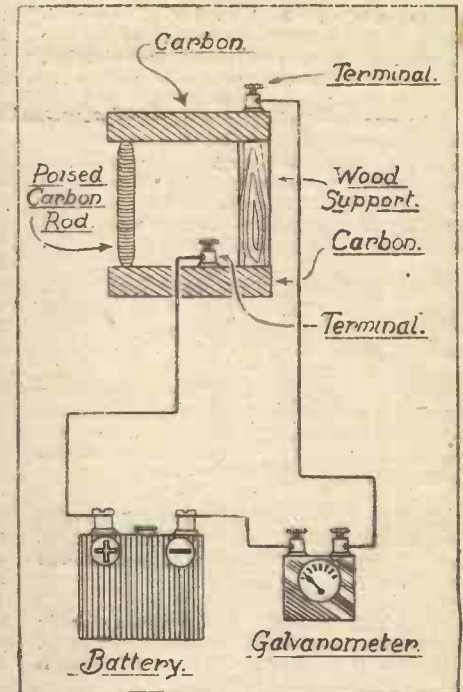 Carbon.
Terminal.
Poised
Carbon
Rod.
Wood
Support.
Carbon.
Terminal.
+
−
Battery.
Galvanometer.